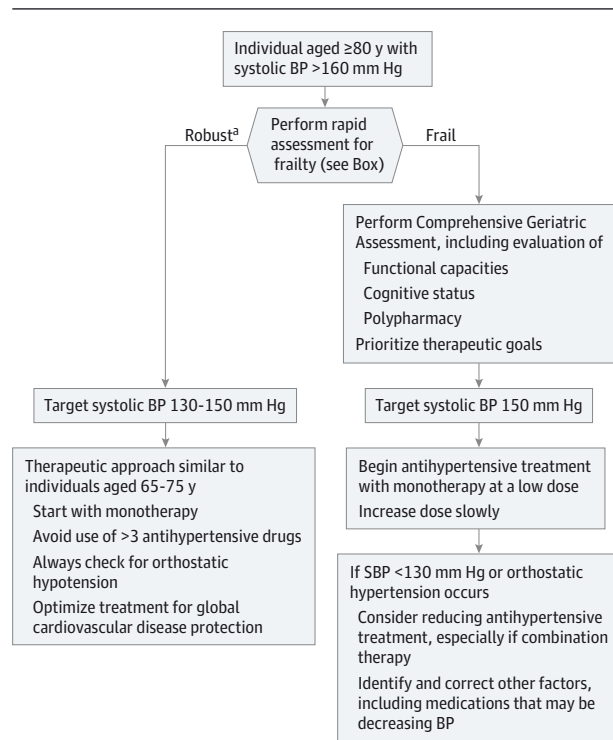 Individual aged ≥80 y with
systolic BP >160 mm Hg
Perform rapid
assessment for
frailty (see Box)
Robustᵃ
Frail
Perform Comprehensive Geriatric
Assessment, including evaluation of
Functional capacities
Cognitive status
Polypharmacy
Prioritize therapeutic goals
Target systolic BP 130-150 mm Hg
Target systolic BP 150 mm Hg
Therapeutic approach similar to
individuals aged 65-75 y
Start with monotherapy
Avoid use of >3 antihypertensive drugs
Always check for orthostatic
hypotension
Optimize treatment for global
cardiovascular disease protection
Begin antihypertensive treatment
with monotherapy at a low dose
Increase dose slowly
If SBP <130 mm Hg or orthostatic
hypertension occurs
Consider reducing antihypertensive
treatment, especially if combination
therapy
Identify and correct other factors,
including medications that may be
decreasing BP